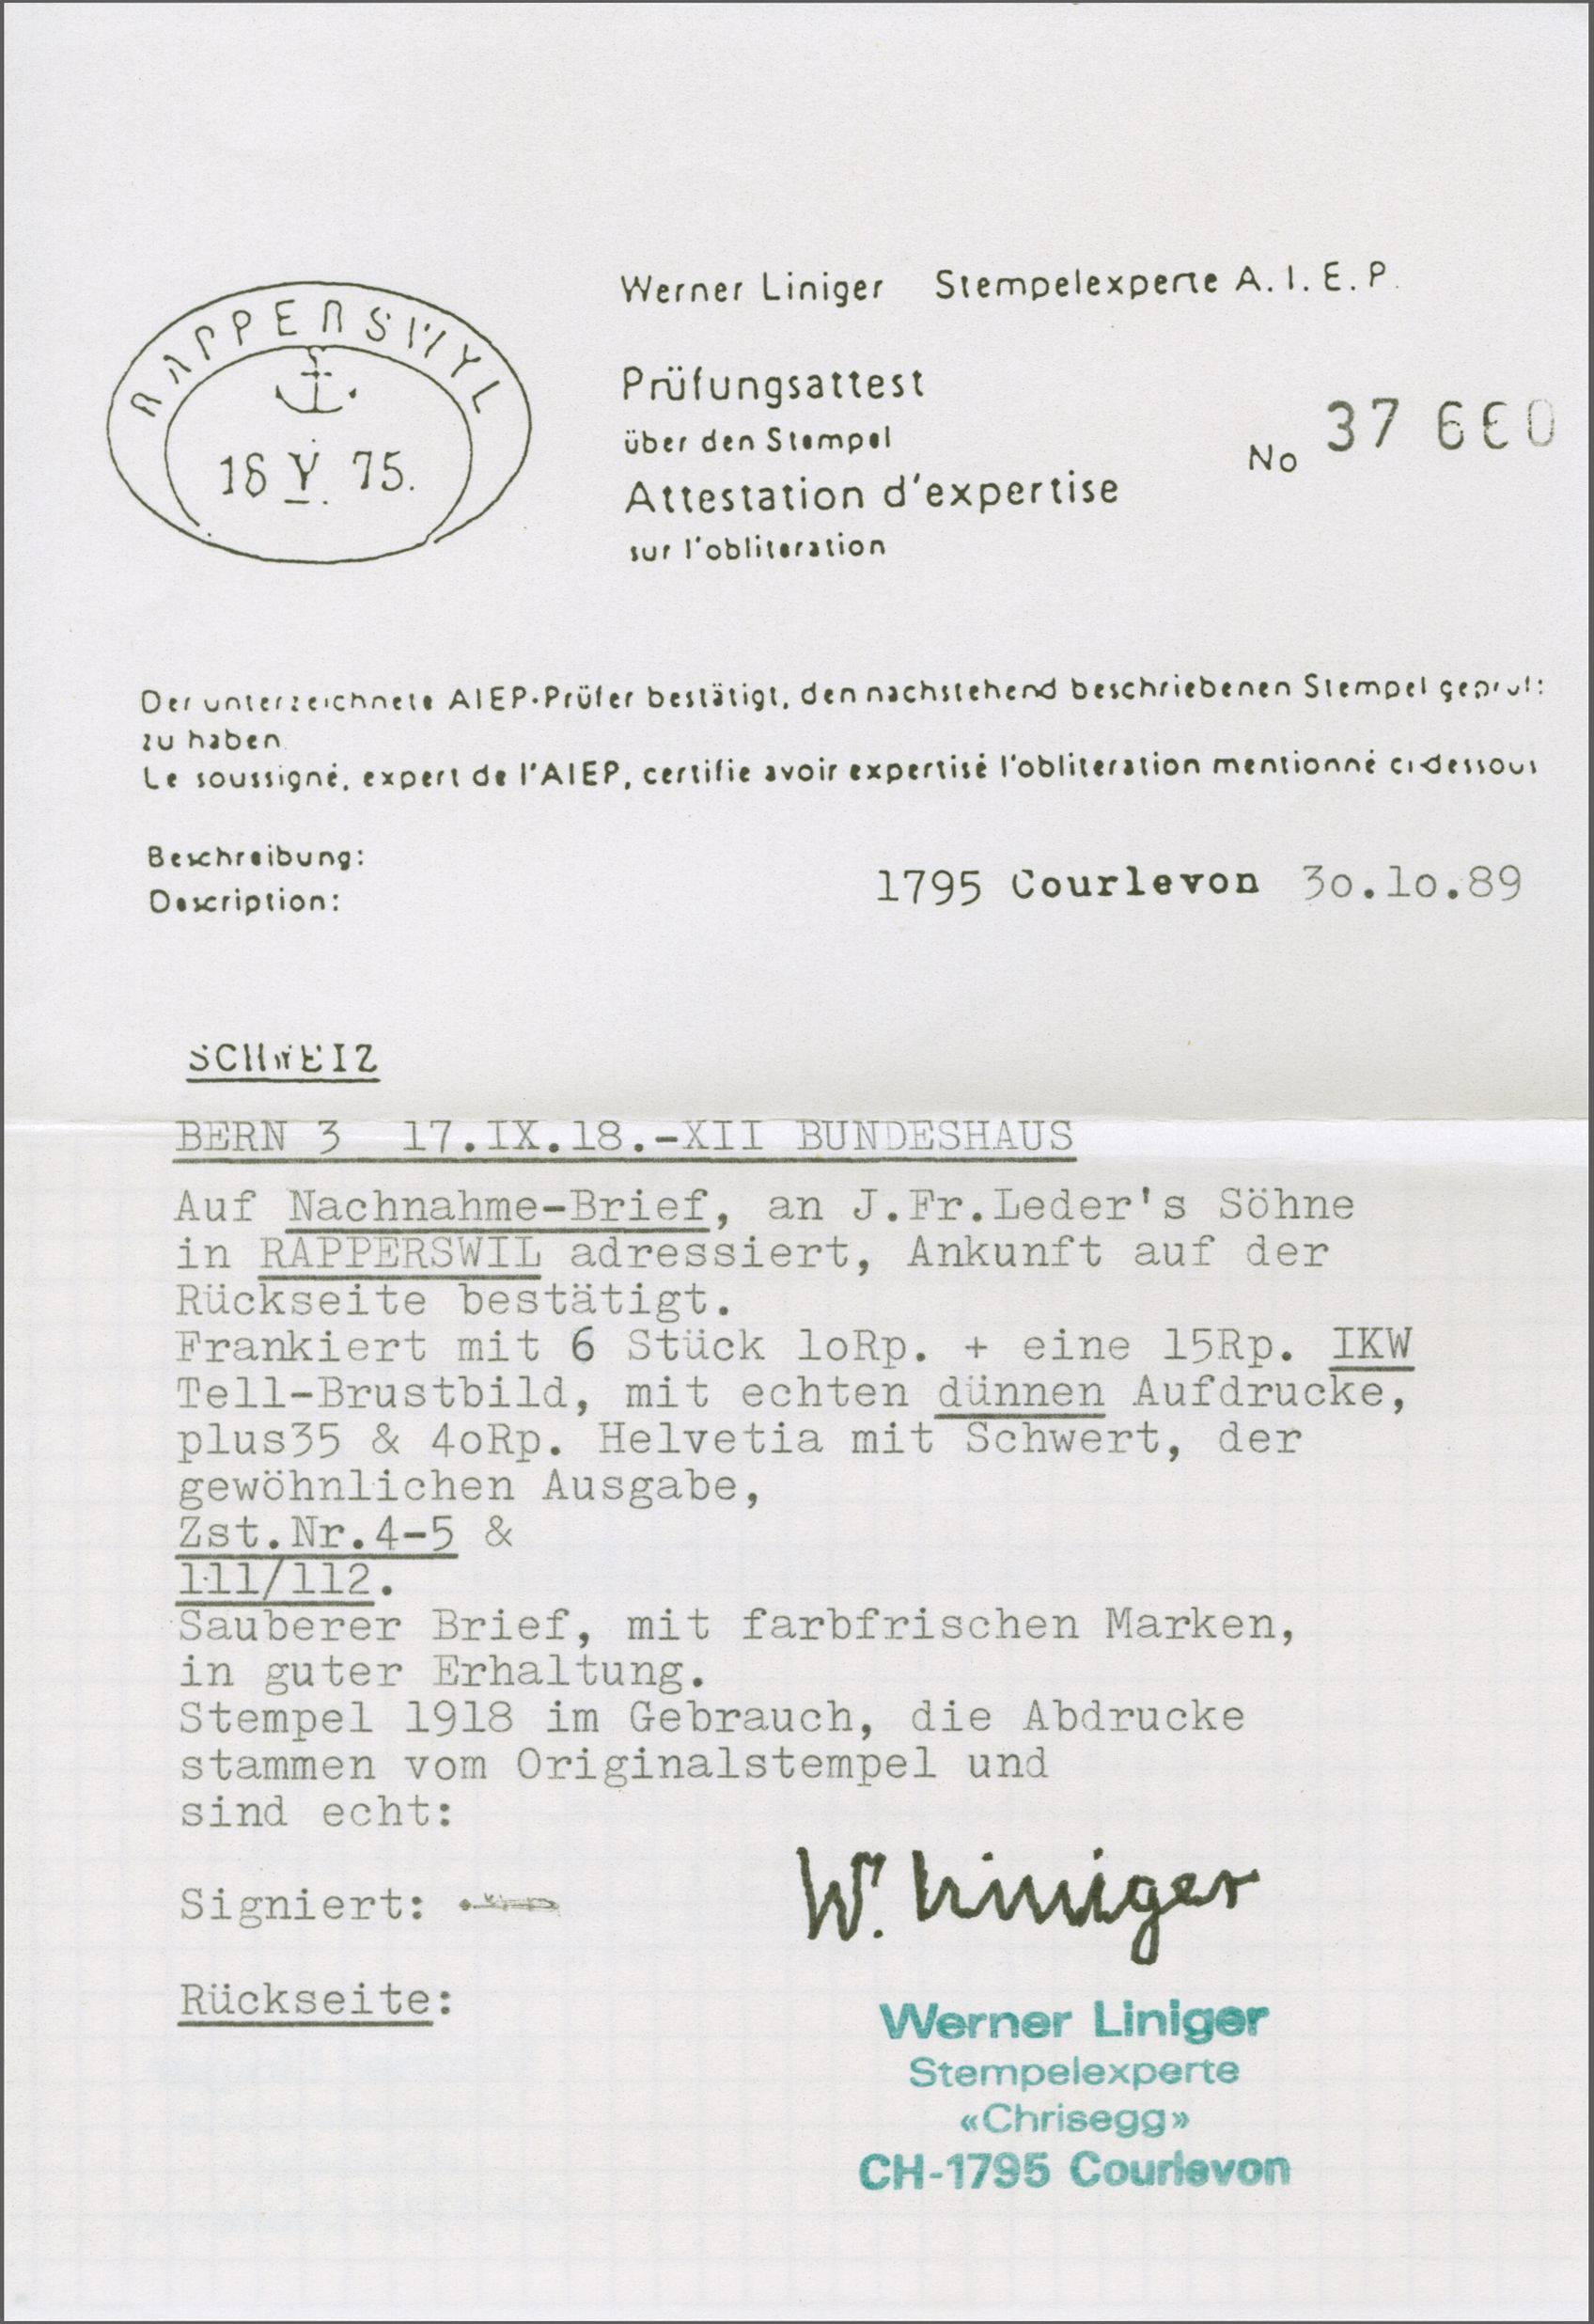 RAPPERSWYL
16 V. 75.
Werner Liniger Stempelexperte A.I.E.P.
Prüfungsattest
über den Stempel
No 37 660
Attestation d'expertise
sur l'obliteration
Der unterzeichnete AIEP-Prüfer bestätigt, den nachstehend beschriebenen Stempel geprüft
zu haben
Le soussigné, expert de l'AIEP, certifie avoir expertisé l'obliteration mentionné ci-dessous
Beschreibung:
Description:
1795 Courlevon 3o.lo.89
SCHWEIZ
BERN 3 17.IX.18.-XII BUNDESHAUS
Auf Nachnahme-Brief, an J.Fr.Leder's Söhne
in RAPPERSWIL adressiert, Ankunft auf der
Rückseite bestätigt.
Frankiert mit 6 Stück loRp. + eine 15Rp. IKW
Tell-Brustbild, mit echten dünnen Aufdrucke,
plus35 & 4oRp. Helvetia mit Schwert, der
gewöhnlichen Ausgabe,
Zst.Nr.4-5 &
111/112.
Sauberer Brief, mit farbfrischen Marken,
in guter Erhaltung.
Stempel 1918 im Gebrauch, die Abdrucke
stammen vom Originalstempel und
sind echt:
Signiert:
W. Liniger
Rückseite:
Werner Liniger
Stempelexperte
«Chrisegg»
CH-1795 Courlevon